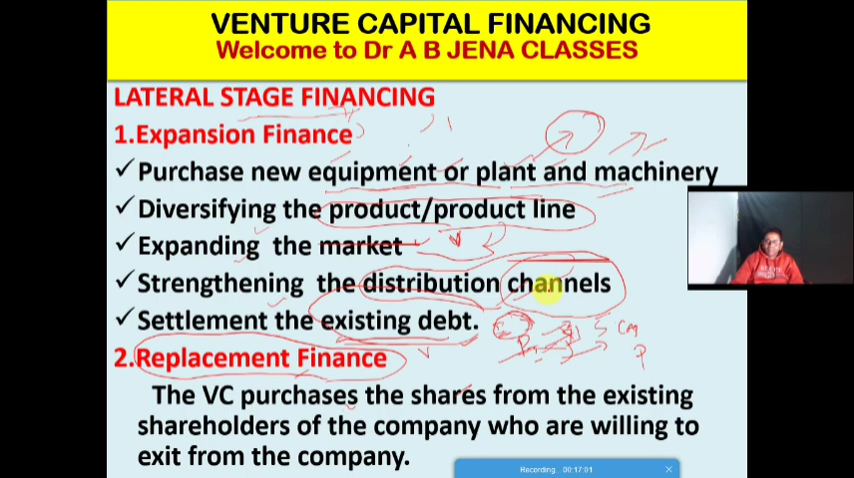 VENTURE CAPITAL FINANCING
Welcome to Dr A B JENA CLASSES
LATERAL STAGE FINANCING
1.Expansion Finance
✓ Purchase new equipment or plant and machinery
✓ Diversifying the product/product line
✓ Expanding the market
✓ Strengthening the distribution channels
✓ Settlement the existing debt.
2.Replacement Finance
The VC purchases the shares from the existing
shareholders of the company who are willing to
exit from the company.
Recording 00:17:01